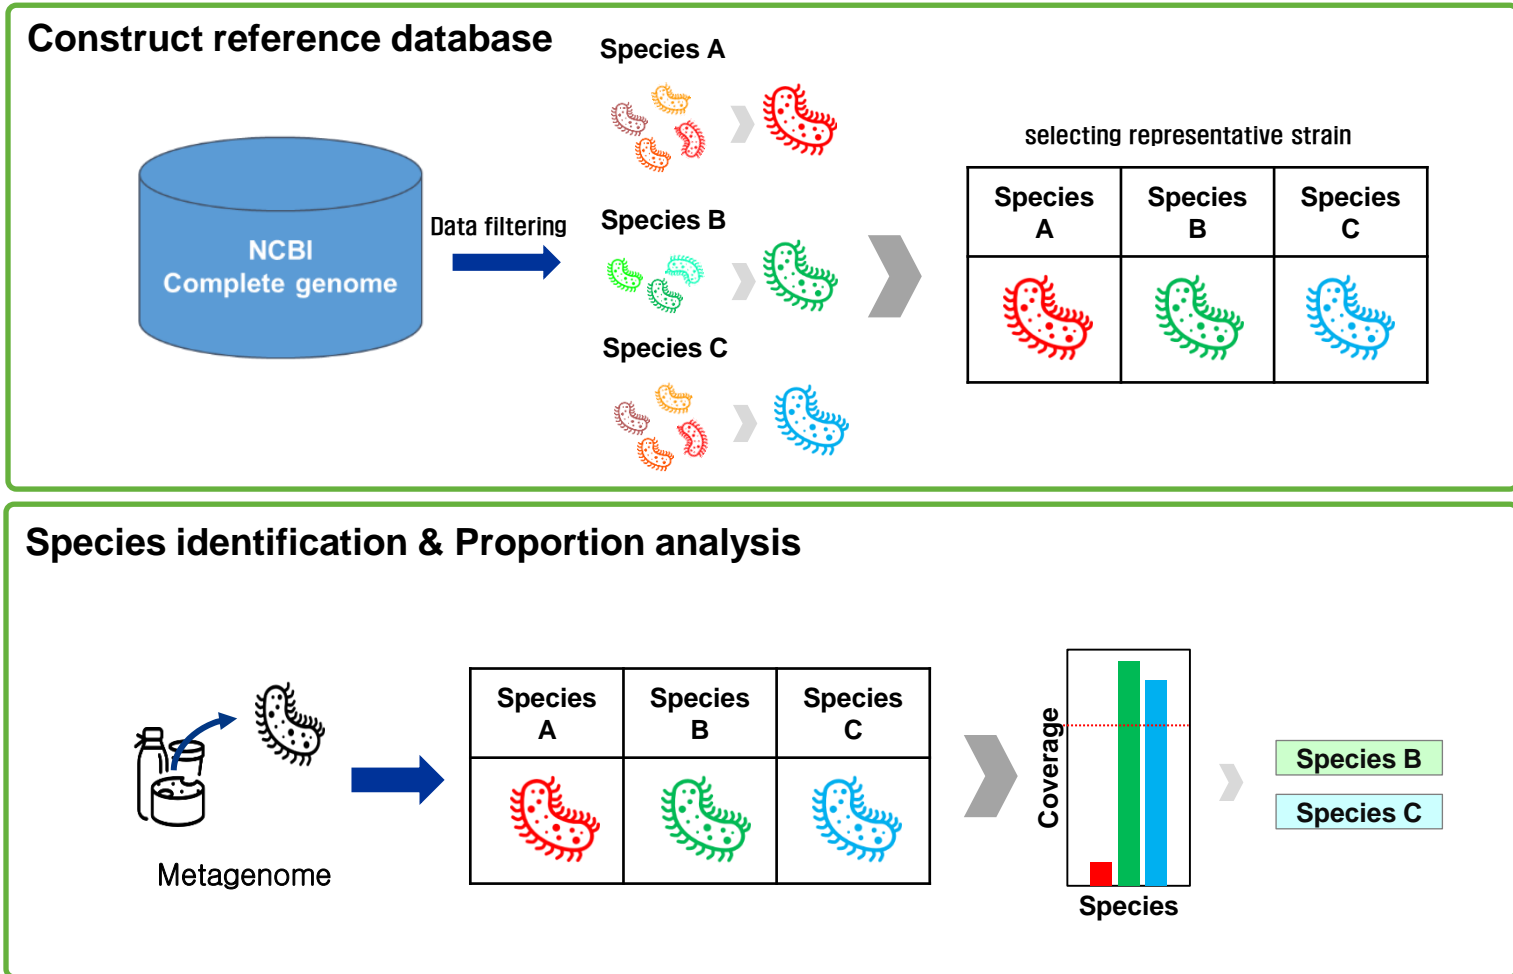 Construct reference database
Species A
selecting representative strain
Species
A
Species
B
Species
C
NCBI
Complete genome
Data filtering
Species B
Species C
Species identification & Proportion analysis
Metagenome
Species
A
Species
B
Species
C
Coverage
Species
Species B
Species C